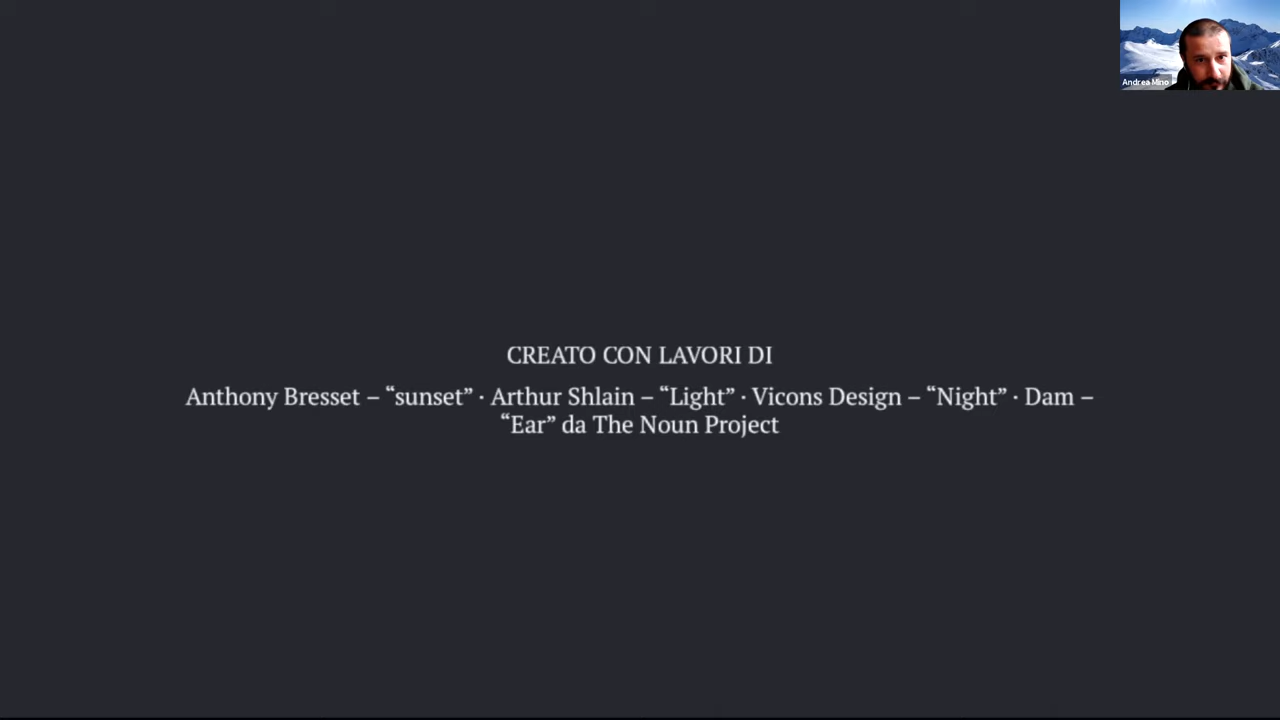 Andrea Mino
CREATO CON LAVORI DI
Anthony Bresset – “sunset” · Arthur Shlain – “Light” · Vicons Design – “Night” · Dam –
“Ear” da The Noun Project